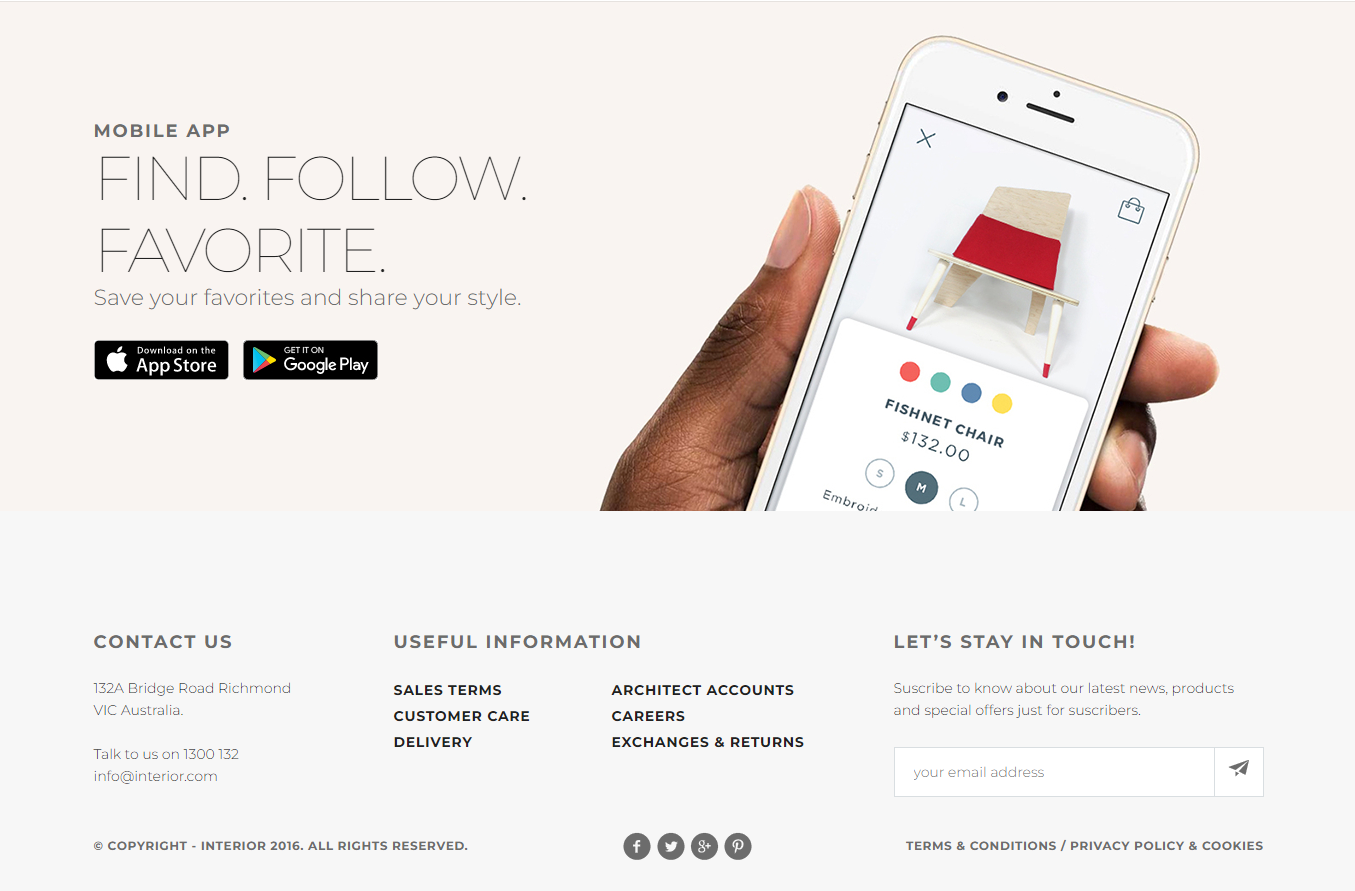 MOBILE APP
FIND. FOLLOW.
FAVORITE.
Save your favorites and share your style.
Download on the
App Store
GET IT ON
Google Play
FISHNET CHAIR
$132.00
S M L
Embroid
CONTACT US
132A Bridge Road Richmond
VIC Australia.
Talk to us on 1300 132
info@interior.com
USEFUL INFORMATION
SALES TERMS
CUSTOMER CARE
DELIVERY
ARCHITECT ACCOUNTS
CAREERS
EXCHANGES & RETURNS
LET’S STAY IN TOUCH!
Suscribe to know about our latest news, products
and special offers just for suscribers.
your email address
© COPYRIGHT - INTERIOR 2016. ALL RIGHTS RESERVED.
TERMS & CONDITIONS / PRIVACY POLICY & COOKIES